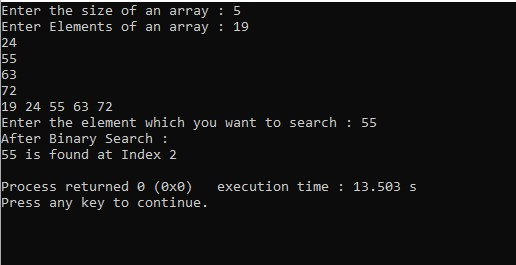 Enter the size of an array : 5
Enter Elements of an array : 19
24
55
63
72
19 24 55 63 72
Enter the element which you want to search : 55
After Binary Search :
55 is found at Index 2

Process returned 0 (0x0)   execution time : 13.503 s
Press any key to continue.